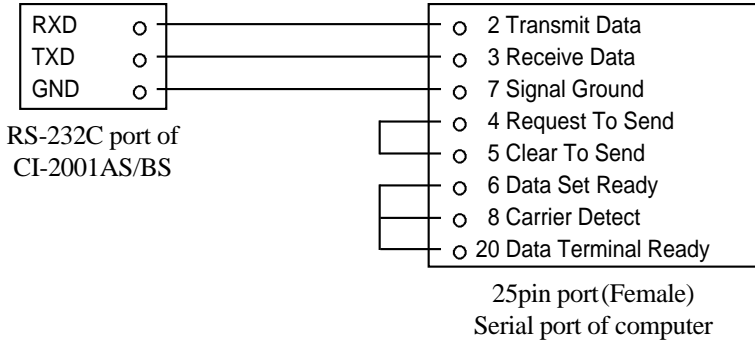 RXD
TXD
GND
RS-232C port of
CI-2001AS/BS
2 Transmit Data
3 Receive Data
7 Signal Ground
4 Request To Send
5 Clear To Send
6 Data Set Ready
8 Carrier Detect
20 Data Terminal Ready
25pin port(Female)
Serial port of computer